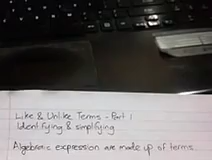 Like & Unlike Terms - Part 1
Identifying & simplifying
Algebraic expression are made up of terms.